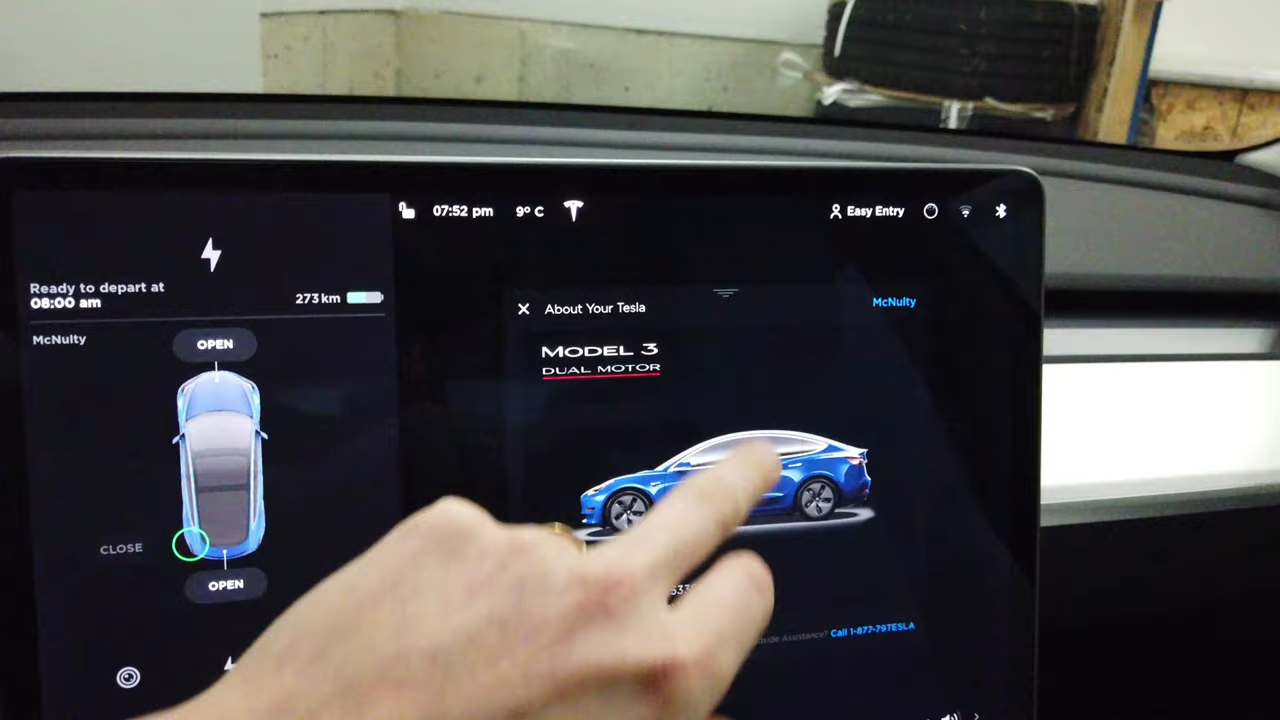 07:52 pm 9° C
Easy Entry
Ready to depart at
08:00 am
273 km
McNulty
OPEN
CLOSE
OPEN
About Your Tesla
McNulty
MODEL 3
DUAL MOTOR
Assistance? Call 1-877-79TESLA